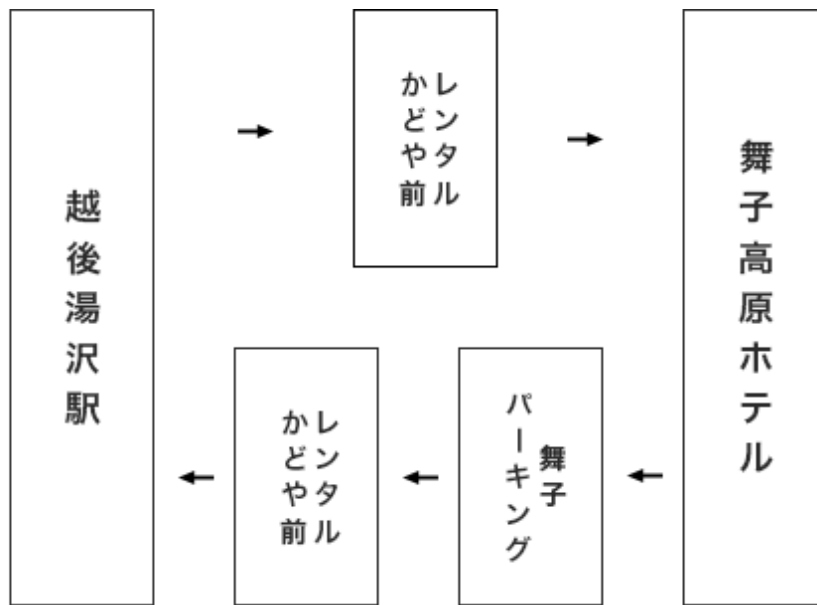 越後湯沢駅
レンタル
かどや前
舞子高原ホテル
舞子
パーキング
レンタル
かどや前